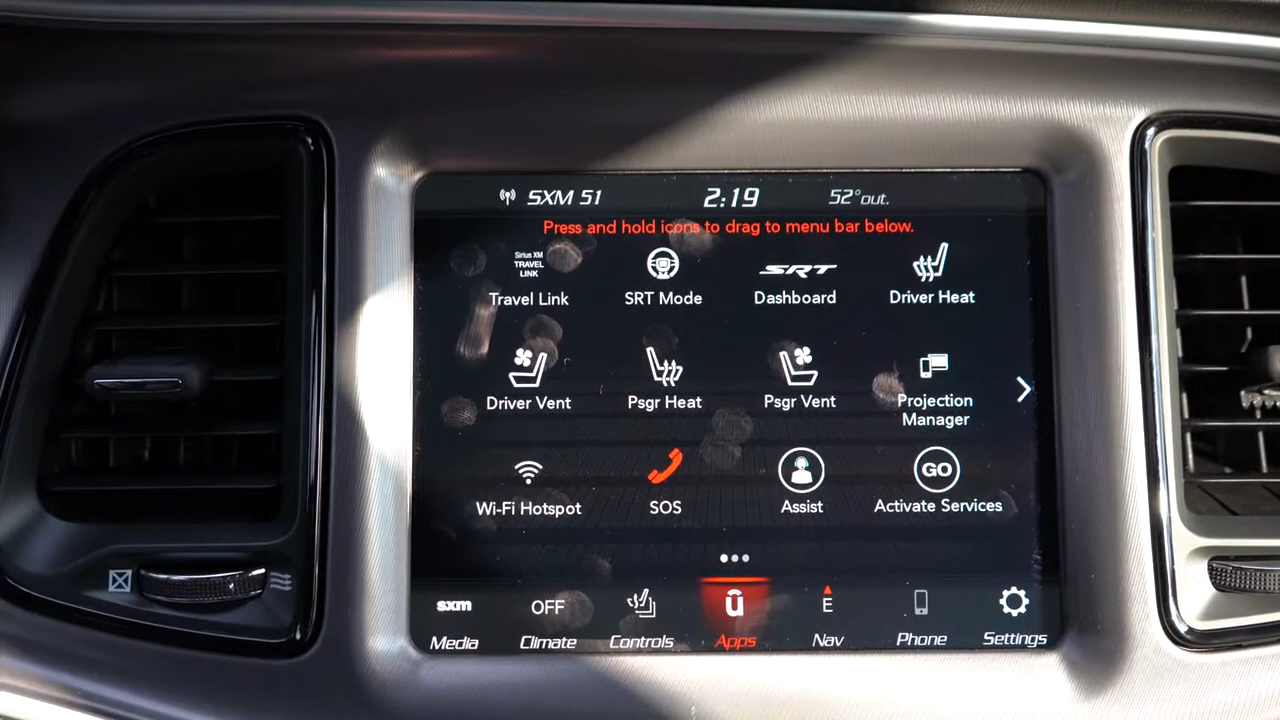 SXM 51 2:19 52° out.
Press and hold icons to drag to menu bar below.
Sirius XM
TRAVEL
LINK
SRT
Travel Link SRT Mode Dashboard Driver Heat
Driver Vent Psgr Heat Psgr Vent Projection
Manager
GO
Wi-Fi Hotspot SOS Assist Activate Services
sxm OFF û E
Media Climate Controls Apps Nav Phone Settings